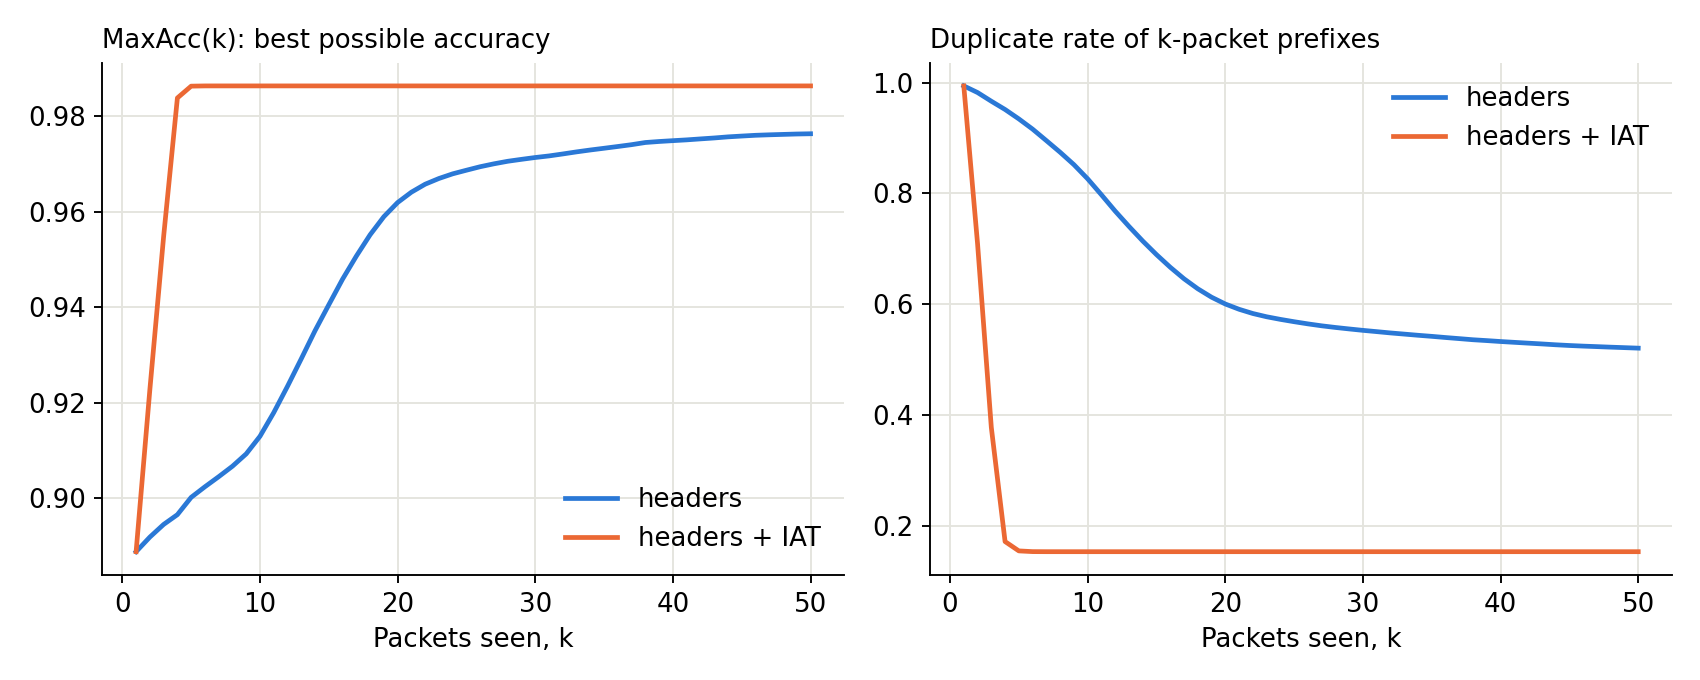 MaxAcc(k): best possible accuracy
0.98
0.96
0.94
0.92
0.90
headers
headers + IAT
0 10 20 30 40 50
Packets seen, k
Duplicate rate of k-packet prefixes
1.0
0.8
0.6
0.4
0.2
headers
headers + IAT
0 10 20 30 40 50
Packets seen, k